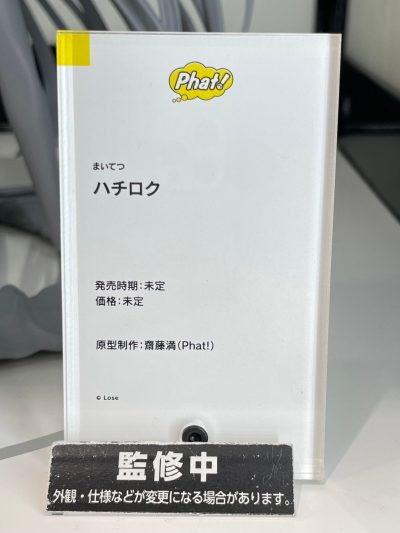 Phat!
まいてつ
ハチロク
発売時期:未定
価格:未定
原型制作:齋藤満(Phat!)
© Lose
監修中
外観・仕様などが変更になる場合があります。